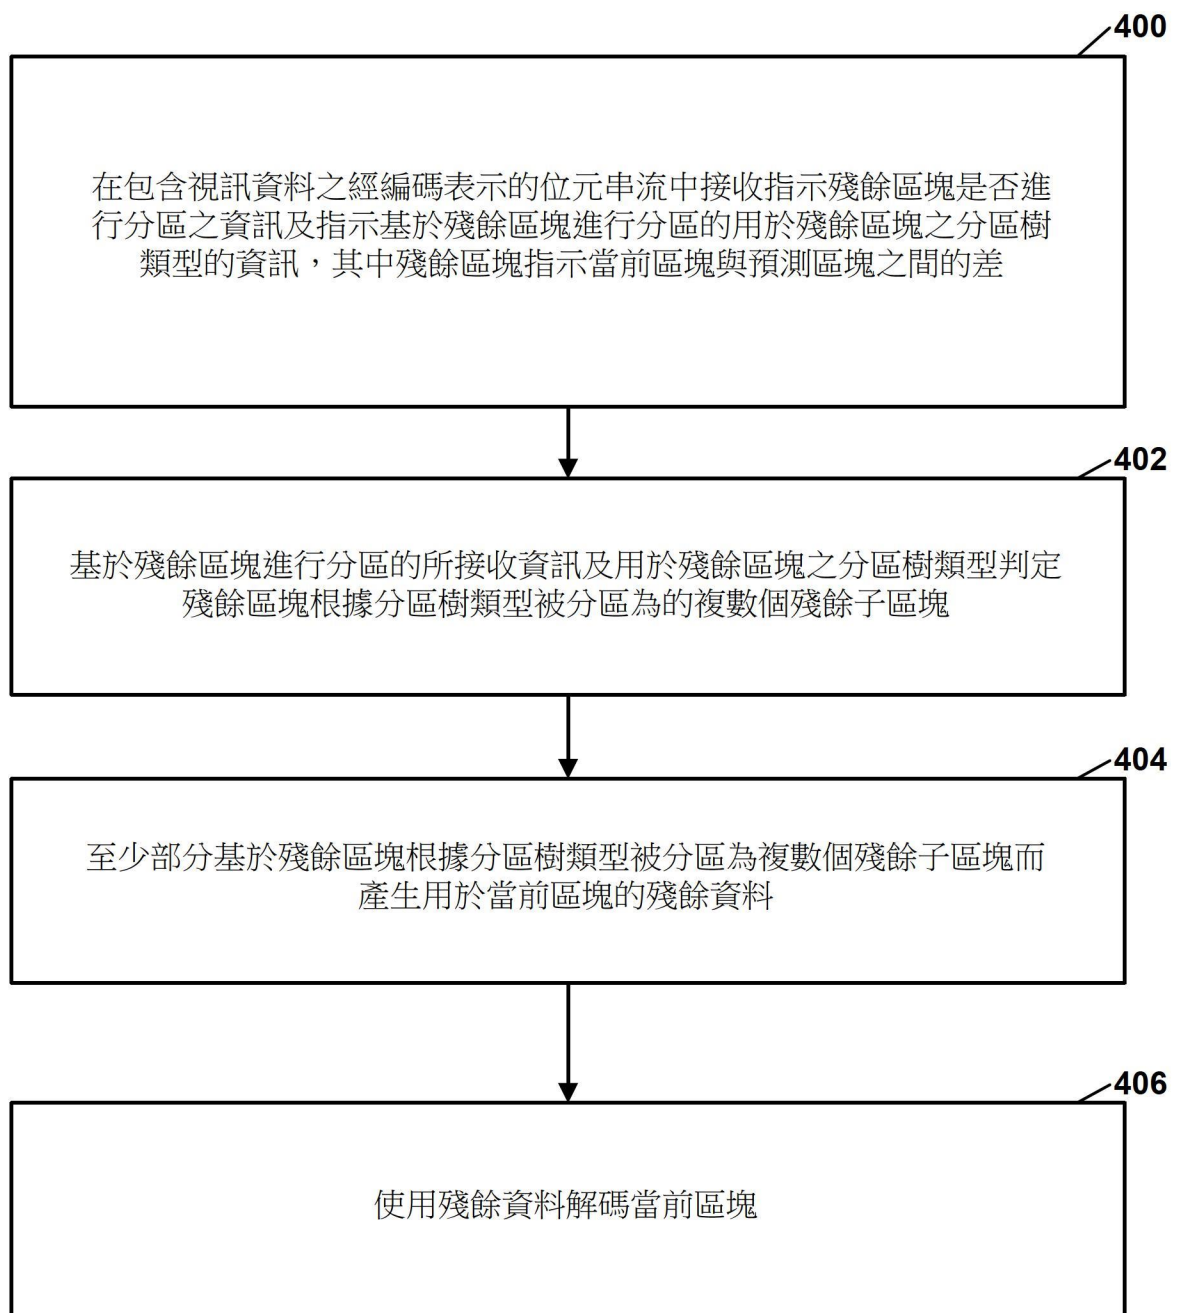 400
在包含視訊資料之經編碼表示的位元串流中接收指示殘餘區塊是否進
行分區之資訊及指示基於殘餘區塊進行分區的用於殘餘區塊之分區樹
類型的資訊，其中殘餘區塊指示當前區塊與預測區塊之間的差
402
基於殘餘區塊進行分區的所接收資訊及用於殘餘區塊之分區樹類型判定
殘餘區塊根據分區樹類型被分區為的複數個殘餘子區塊
404
至少部分基於殘餘區塊根據分區樹類型被分區為複數個殘餘子區塊而
產生用於當前區塊的殘餘資料
406
使用殘餘資料解碼當前區塊